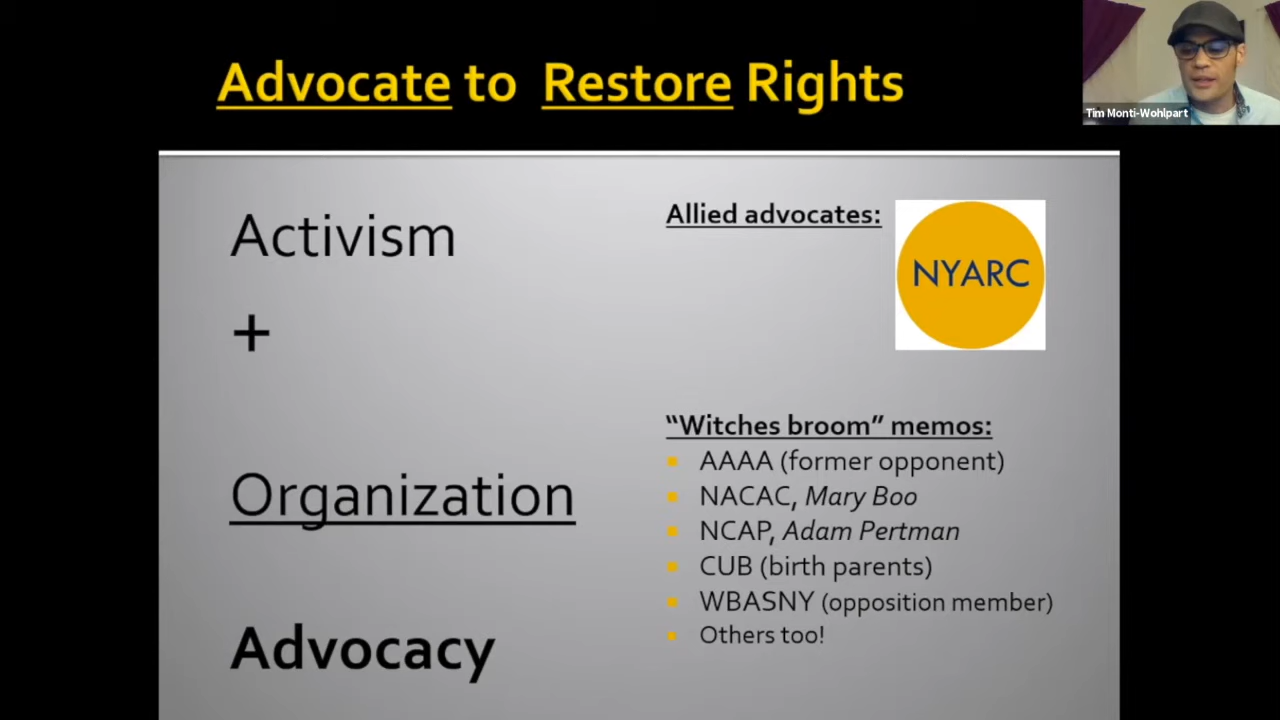 Advocate to Restore Rights
Tim Monti-Wohlpart
Activism
+
Organization
Advocacy
Allied advocates:
NYARC
“Witches broom” memos:
AAAA (former opponent)
NACAC, Mary Boo
NCAP, Adam Pertman
CUB (birth parents)
WBASNY (opposition member)
Others too!